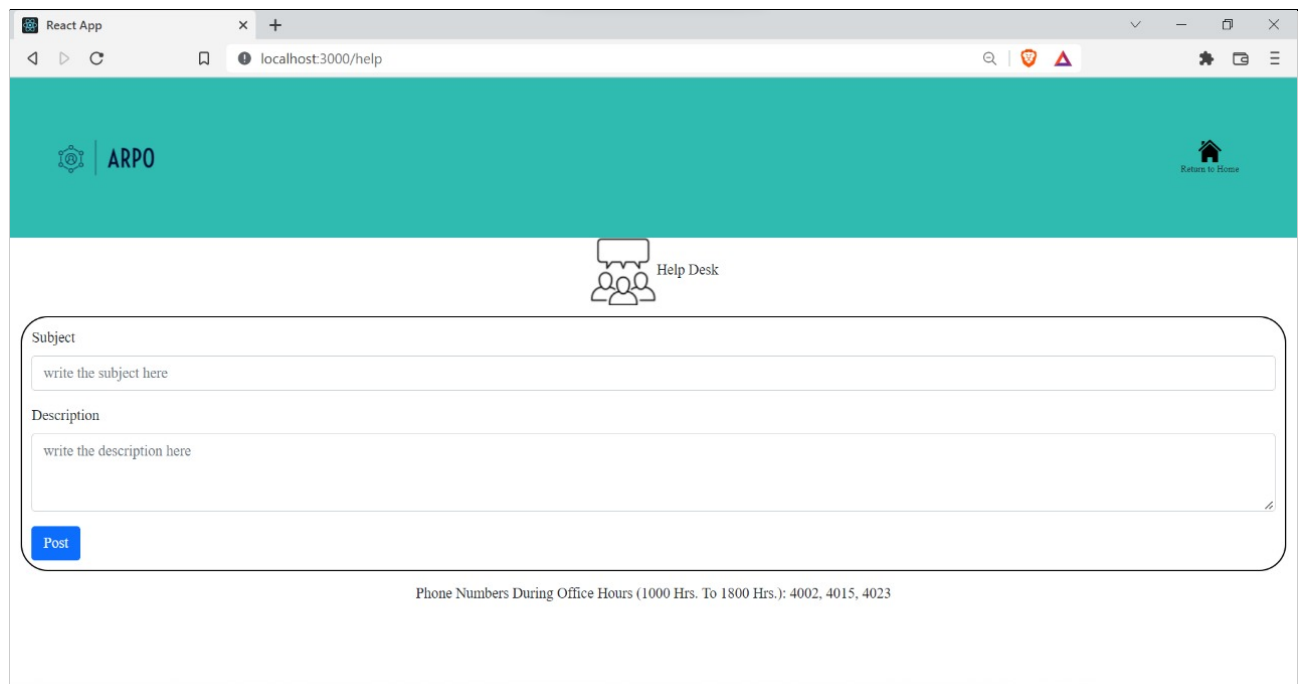 React App
localhost:3000/help
ARPO
Return to Home
Help Desk
Subject
write the subject here
Description
write the description here
Post
Phone Numbers During Office Hours (1000 Hrs. To 1800 Hrs.): 4002, 4015, 4023